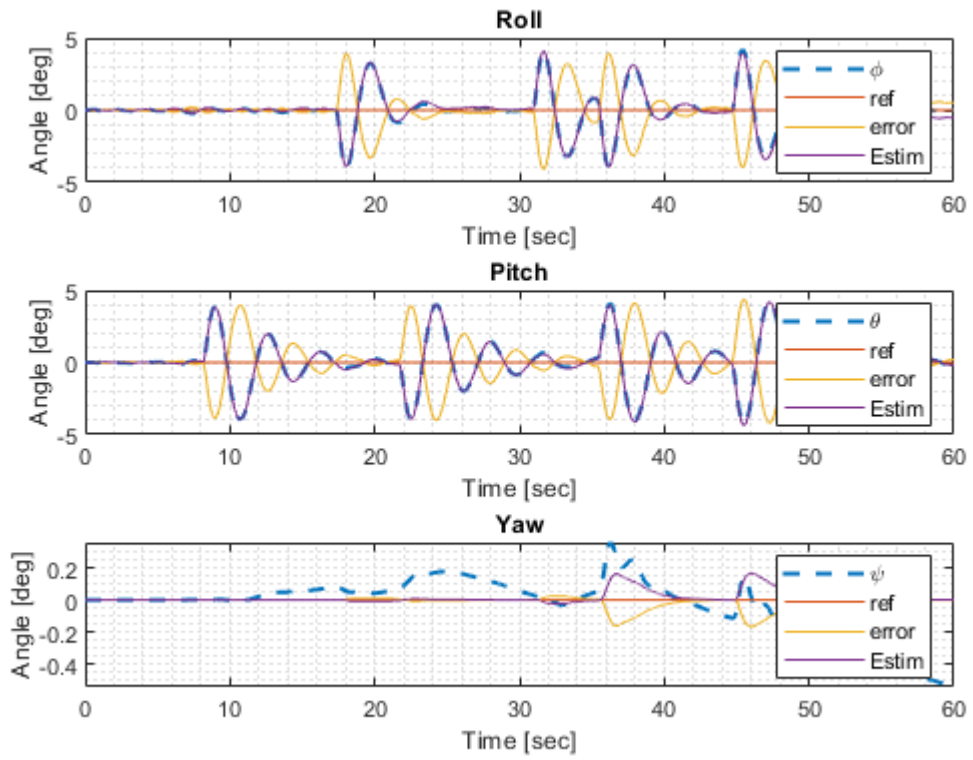 Roll
Angle [deg]
5
0
-5
ϕ
ref
error
Estim
0 10 20 30 40 50 60
Time [sec]
Pitch
Angle [deg]
5
0
-5
θ
ref
error
Estim
0 10 20 30 40 50 60
Time [sec]
Yaw
Angle [deg]
0.2
0
-0.2
-0.4
ψ
ref
error
Estim
0 10 20 30 40 50 60
Time [sec]